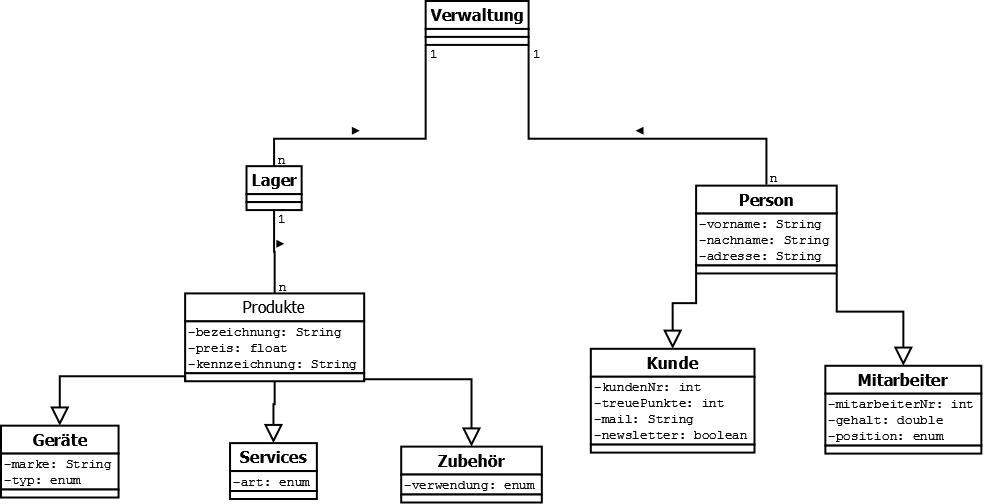 Verwaltung
1
1
n
Lager
1
n
n
Person
-vorname: String
-nachname: String
-adresse: String
Produkte
-bezeichnung: String
-preis: float
-kennzeichnung: String
Kunde
-kundenNr: int
-treuePunkte: int
-mail: String
-newsletter: boolean
Mitarbeiter
-mitarbeiterNr: int
-gehalt: double
-position: enum
Geräte
-marke: String
-typ: enum
Services
-art: enum
Zubehör
-verwendung: enum